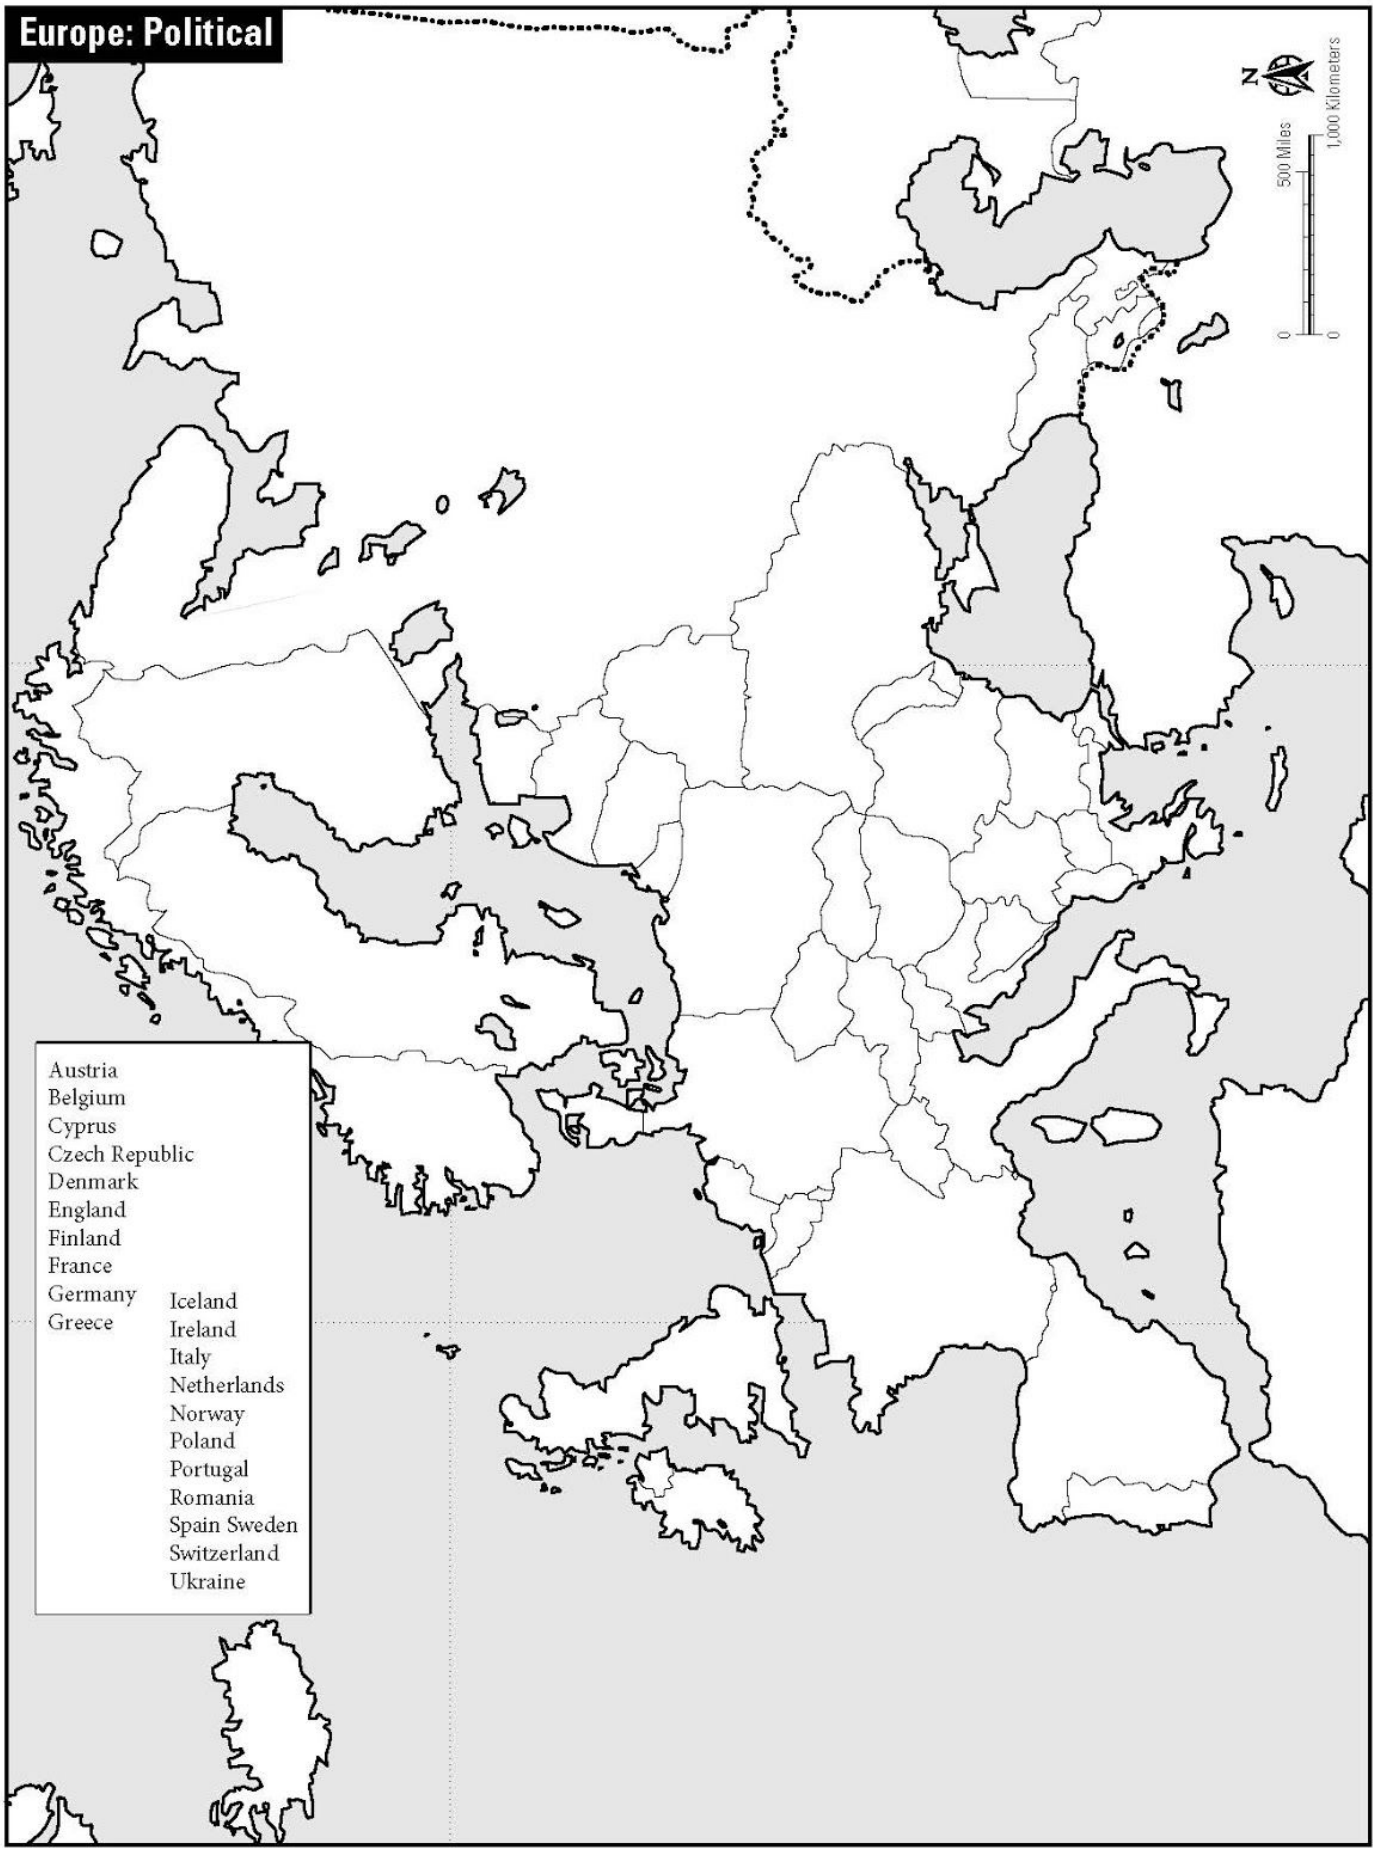 Europe: Political
N
0 500 Miles
0 1,000 Kilometers
Austria
Belgium
Cyprus
Czech Republic
Denmark
England
Finland
France
Germany
Greece
Iceland
Ireland
Italy
Netherlands
Norway
Poland
Portugal
Romania
Spain Sweden
Switzerland
Ukraine